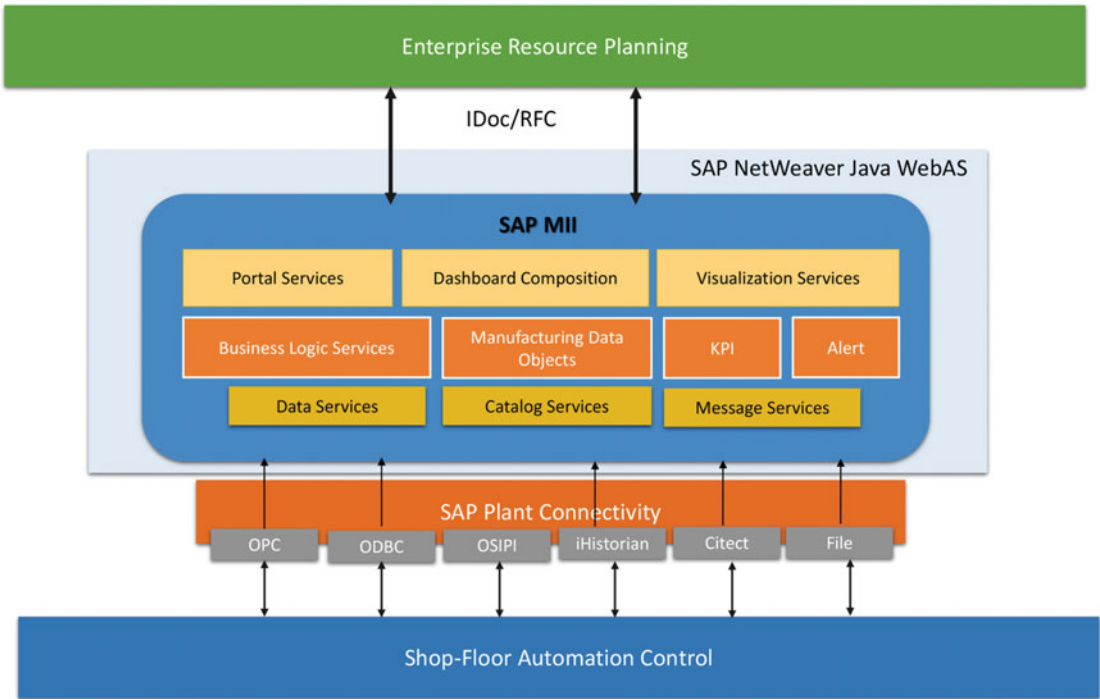 Enterprise Resource Planning
IDoc/RFC
SAP NetWeaver Java WebAS
SAP MII
Portal Services
Dashboard Composition
Visualization Services
Business Logic Services
Manufacturing Data
Objects
KPI
Alert
Data Services
Catalog Services
Message Services
SAP Plant Connectivity
OPC
ODBC
OSIPI
iHistorian
Citect
File
Shop-Floor Automation Control